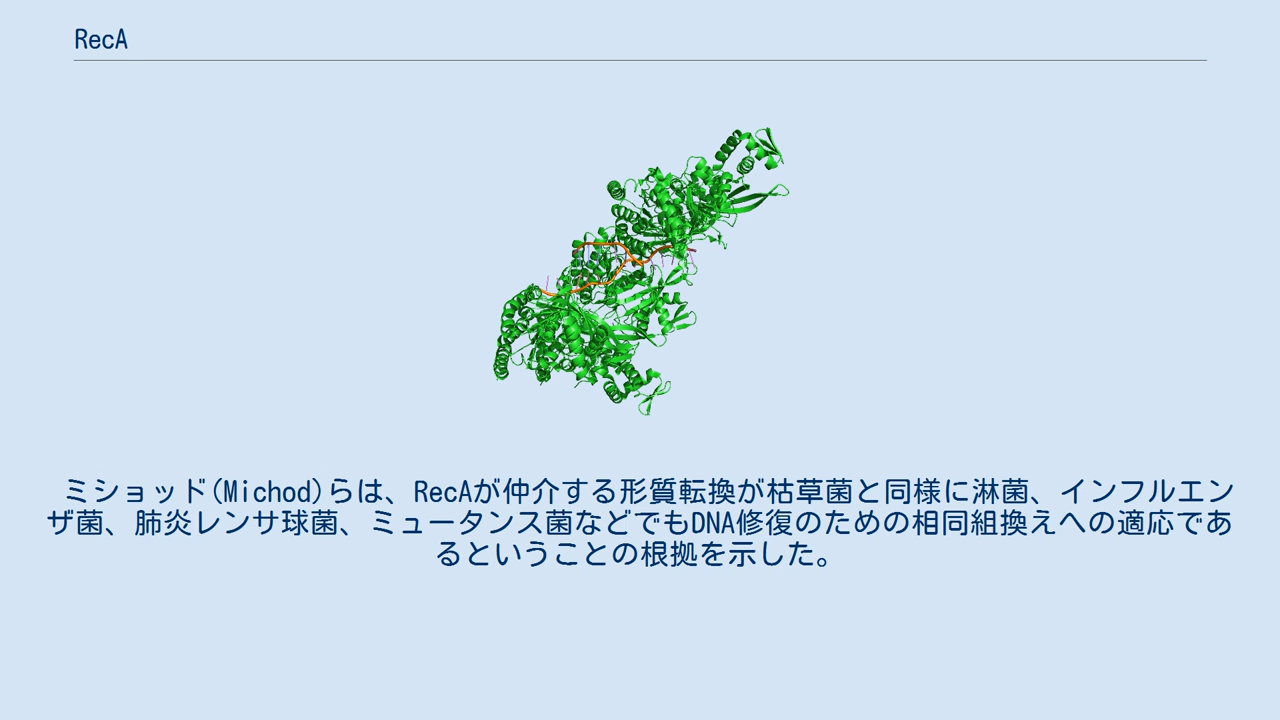 RecA
ミショッド(Michod)らは、RecAが仲介する形質転換が枯草菌と同様に淋菌、インフルエン
ザ菌、肺炎レンサ球菌、ミュータンス菌などでもDNA修復のための相同組換えへの適応であ
るということの根拠を示した。